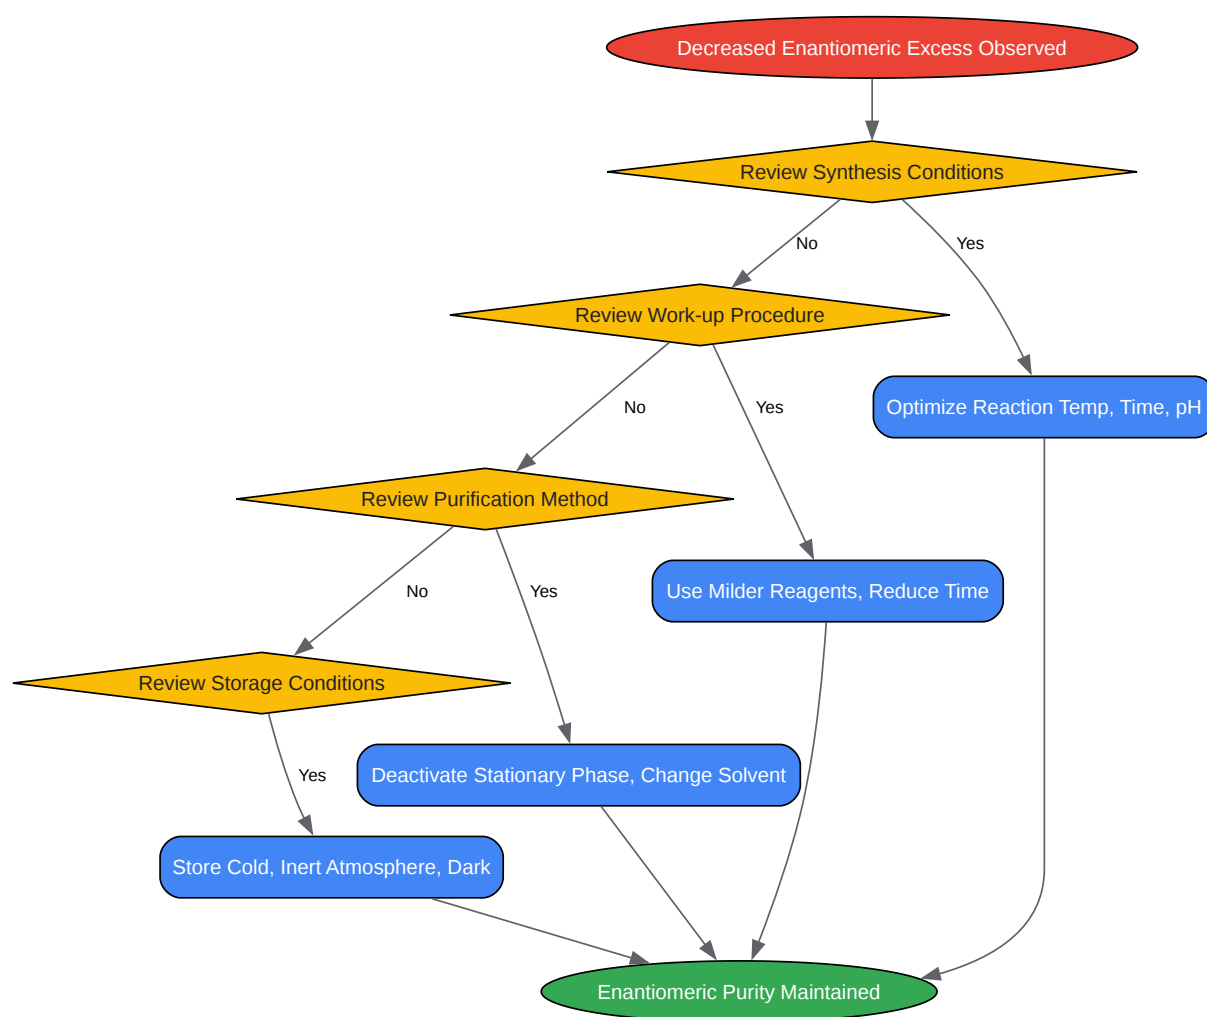 Decreased Enantiomeric Excess Observed
Review Synthesis Conditions
No
Yes
Review Work-up Procedure
Optimize Reaction Temp, Time, pH
No
Yes
Review Purification Method
Use Milder Reagents, Reduce Time
No
Yes
Review Storage Conditions
Deactivate Stationary Phase, Change Solvent
Yes
Store Cold, Inert Atmosphere, Dark
Enantiomeric Purity Maintained